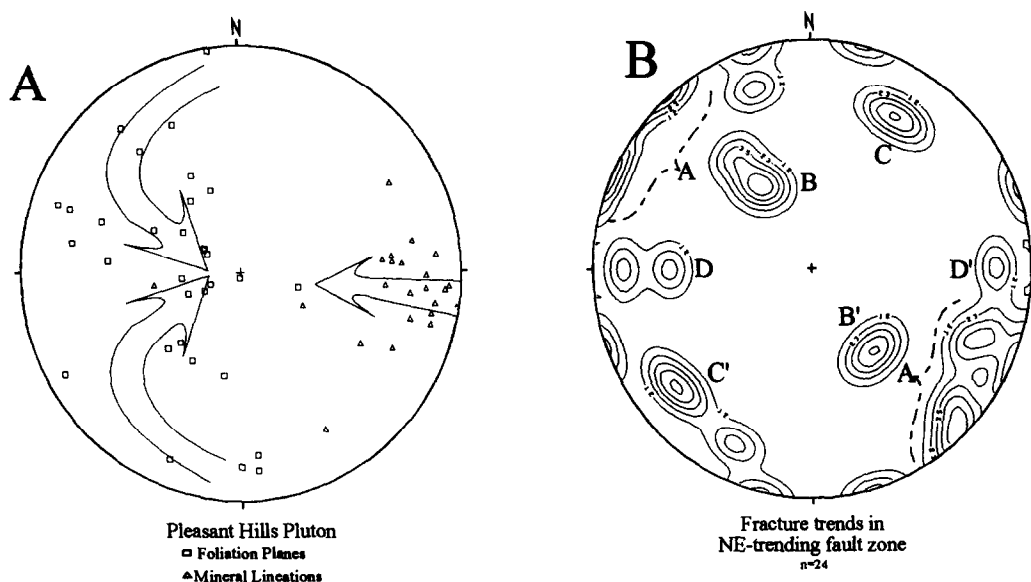 A
N
Pleasant Hills Pluton
Foliation Planes
Mineral Lineations
B
N
A
B
C
D
D'
B'
C'
A
Fracture trends in
NE-trending fault zone
n=24